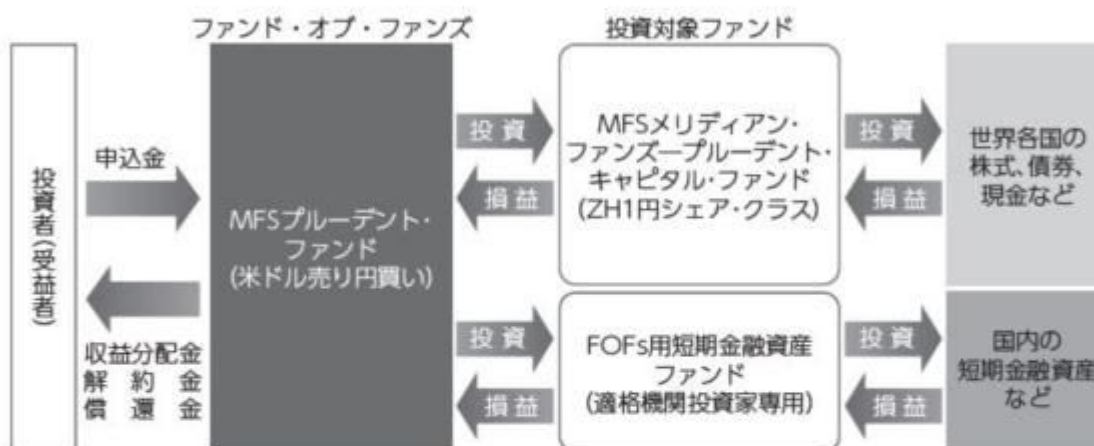 ファンド・オブ・ファンズ
投資対象ファンド
投資者(受益者)
申込金
収益分配金
解約金
償還金
MFSプルーデント・
ファンド
(米ドル売り円買い)
投資
損益
MFSメリディアン・
ファンズ―プルーデント・
キャピタル・ファンド
(ZH1円シェア・クラス)
投資
損益
世界各国の
株式、債券、
現金など
投資
損益
FOFs用短期金融資産
ファンド
(適格機関投資家専用)
投資
損益
国内の
短期金融資産
など